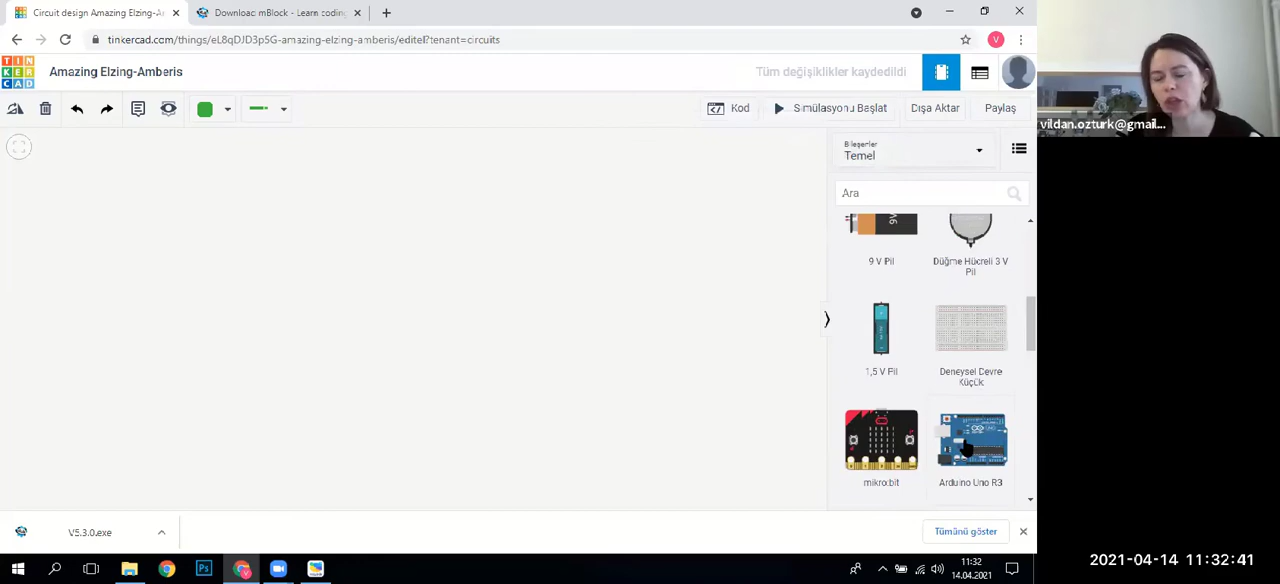 Circuit design Amazing Elzing-A
Download mBlock - Learn coding
tinkercad.com/things/eL8qDJD3p5G-amazing-elzing-amberis/editel?tenant=circuits
V
TIN
KER
CAD
Amazing Elzing-Amberis
Tüm değişiklikler kaydedildi
Kod
Simülasyonu Başlat
Dışa Aktar
Paylaş
Bileşenler
Temel
Ara
9V
9 V Pil
Düğme Hücreli 3 V
Pil
1,5 V Pil
Deneysel Devre
Küçük
mikro:bit
Arduino Uno R3
V5.3.0.exe
Tümünü göster
Ps
11:32
14.04.2021
vildan.ozturk@gmail...
2021-04-14 11:32:41